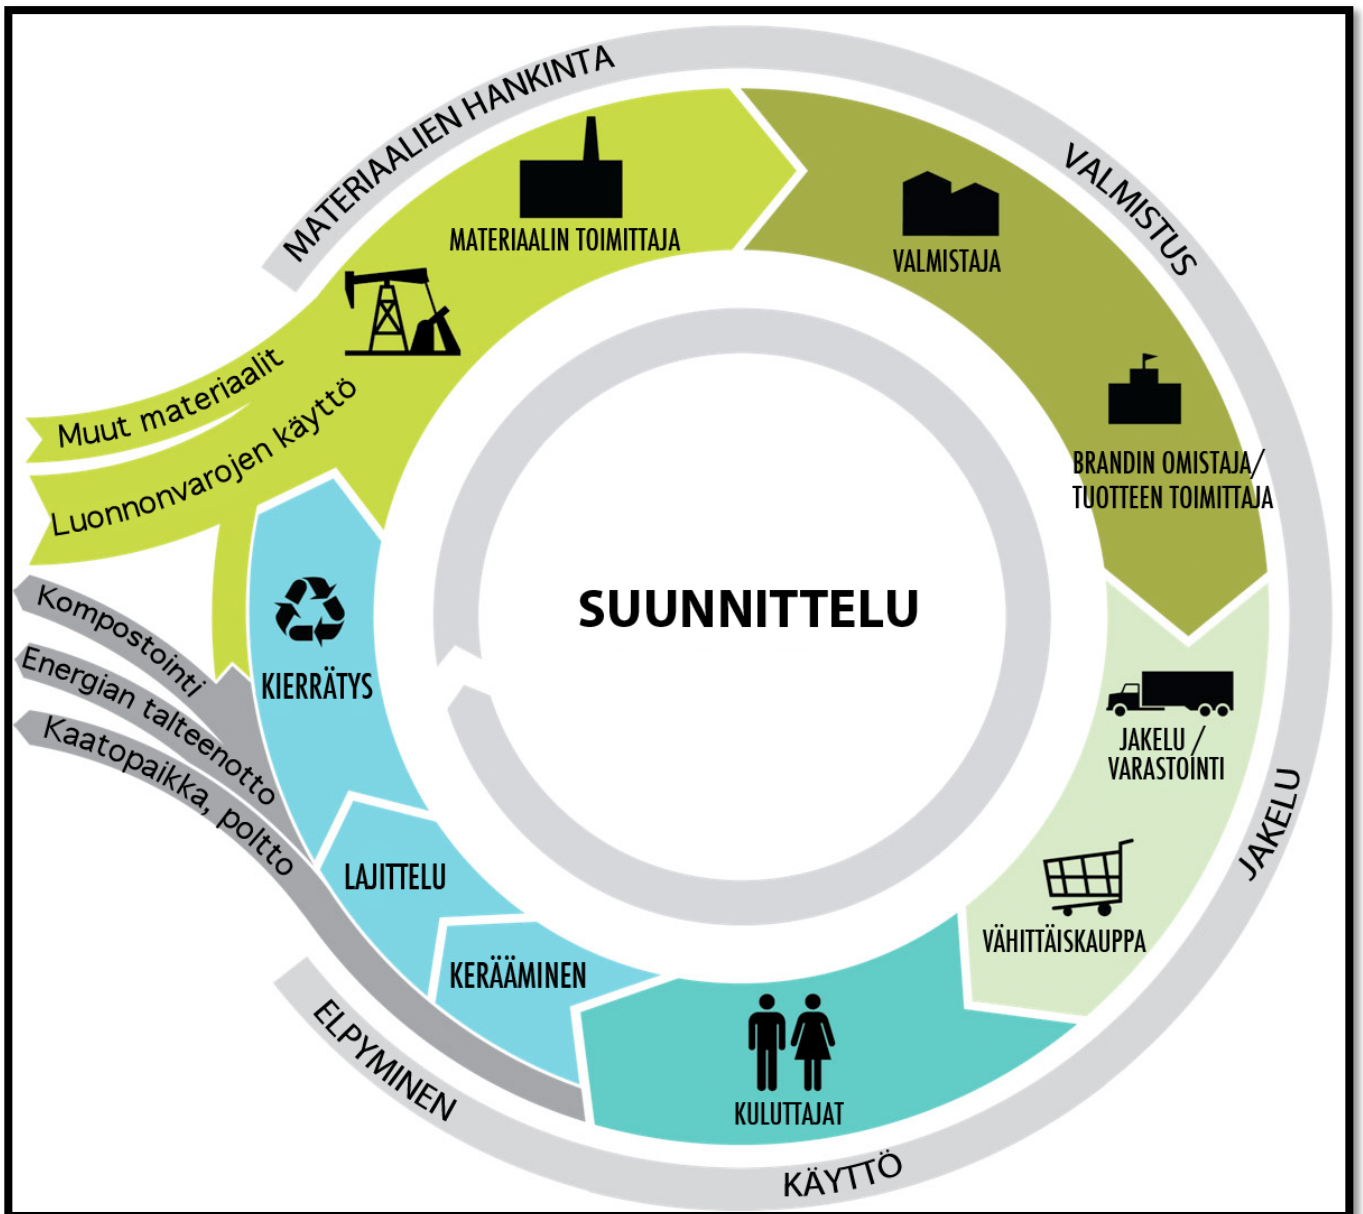 MATERIAALIEN HANKINTA
VALMISTUS
MATERIAALIN TOIMITTAJA
VALMISTAJA
Muut materiaalit
Luonnonvarojen käyttö
BRANDIN OMISTAJA/
TUOTTEEN TOIMITTAJA
SUUNNITTELU
Kompostointi
Energian talteenotto
Kaatopaikka, poltto
KIERRÄTYS
JAKELU /
VARASTOINTI
JAKELU
LAJITTELU
VÄHITTÄISKAUPPA
KERÄÄMINEN
ELPYMINEN
KULUTTAJAT
KÄYTTÖ